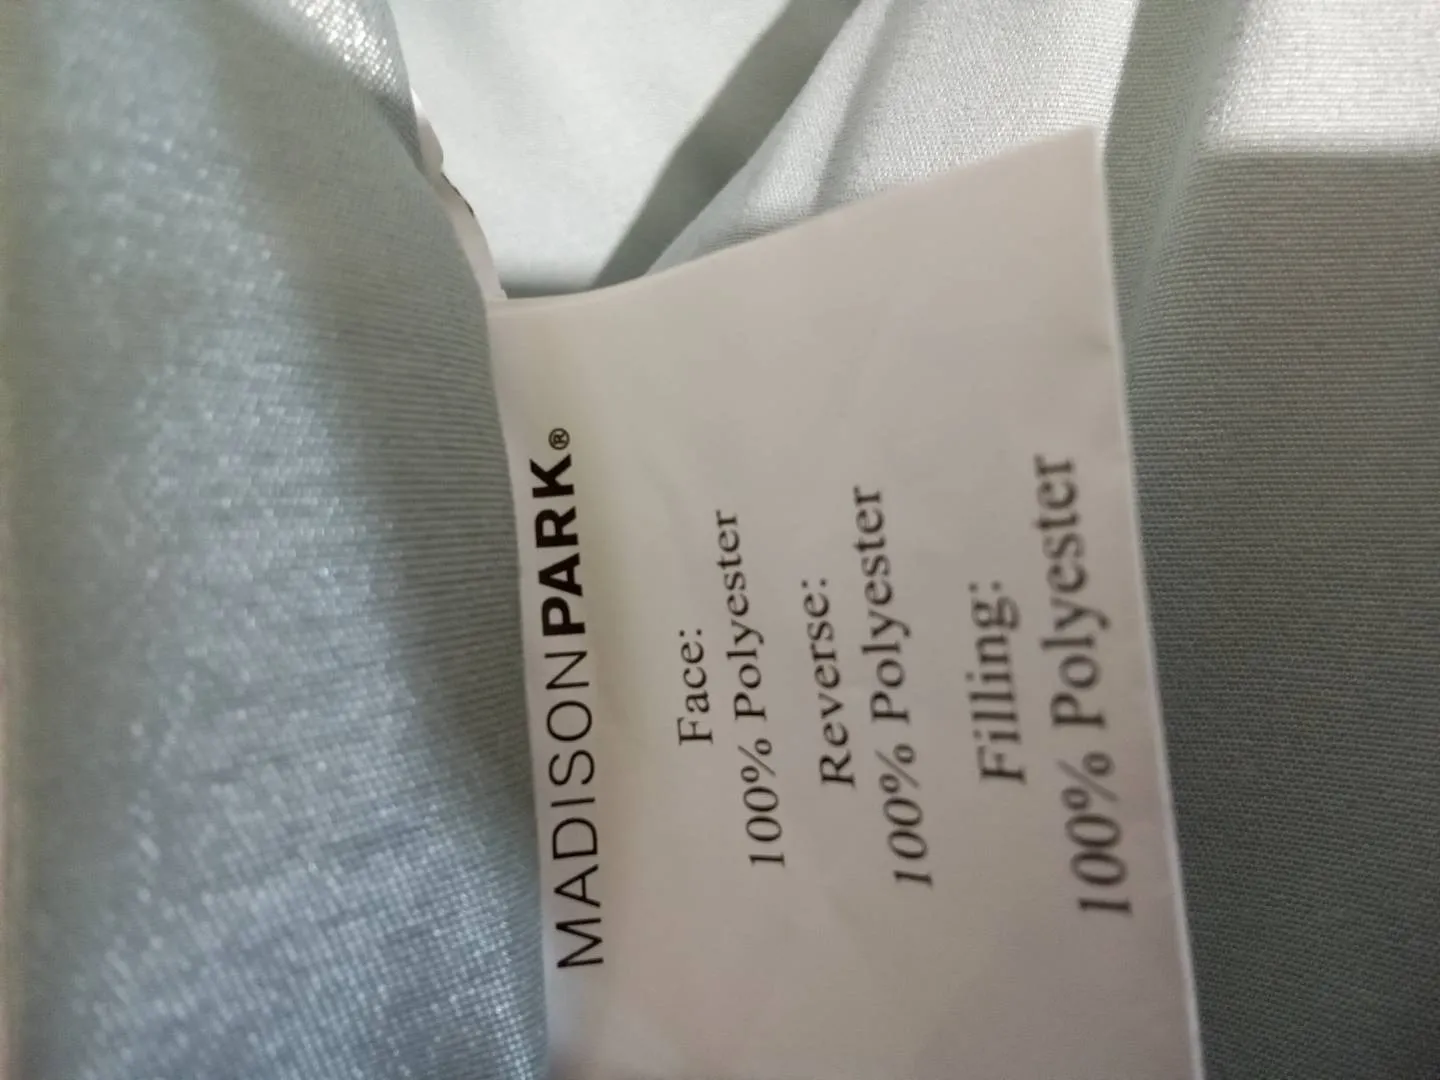 MADISONPARK®
Face:
100% Polyester
Reverse:
100% Polyester
Filling:
100% Polyester